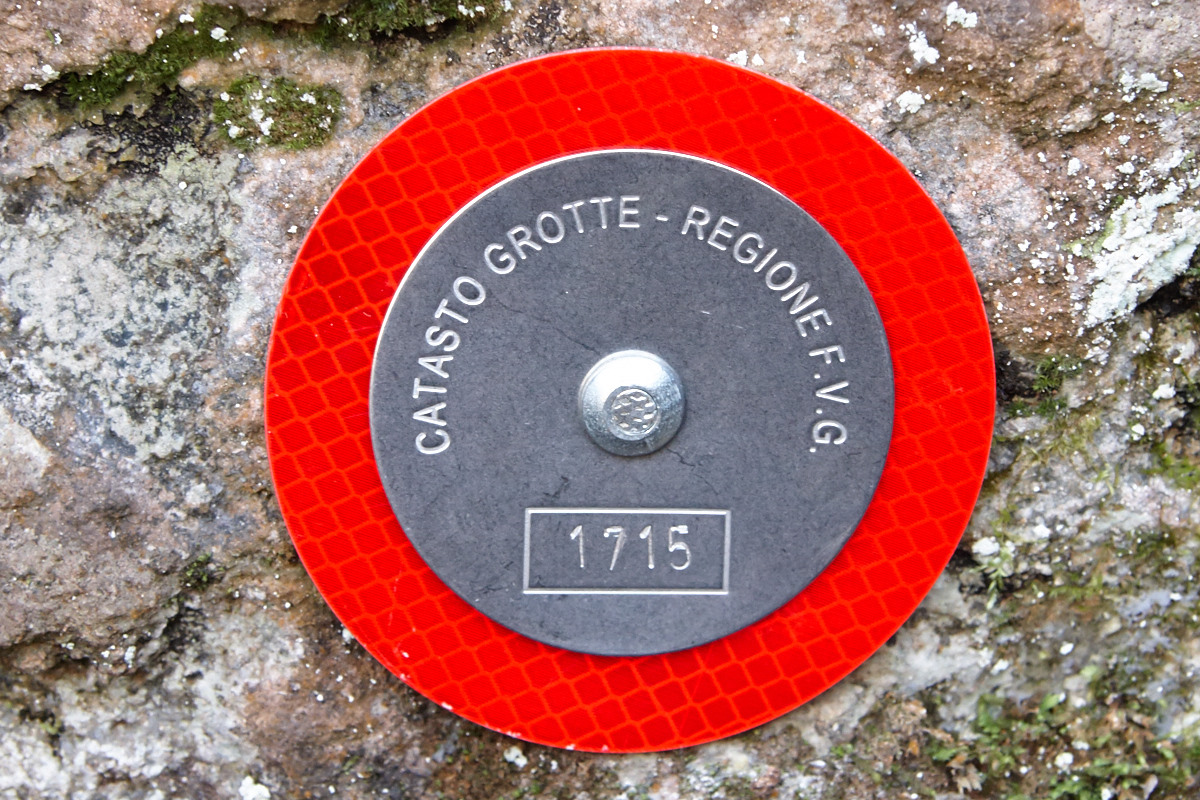 CATASTO GROTTE - REGIONE F.V.G.
1715